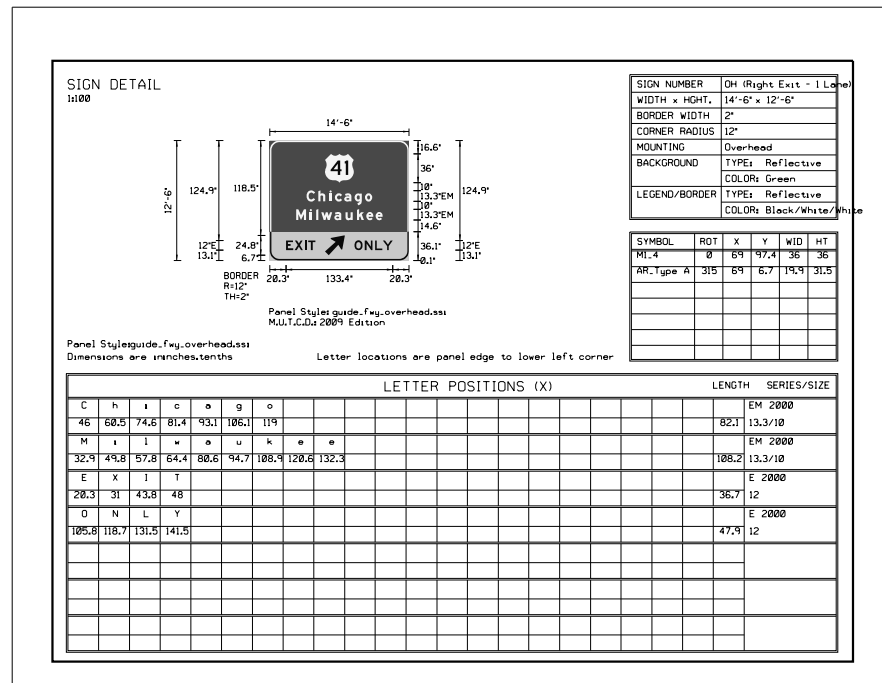 SIGN DETAIL
1:100
14'-6"
12'-6"
124.9"
12"E
13.1"
118.5"
24.8"
6.7"
41
Chicago
Milwaukee
EXIT ONLY
16.6"
36"
10"
13.3"EM
10"
13.3"EM
14.6"
36.1"
0.1"
124.9"
12"E
13.1"
BORDER
R=12"
TH=2"
20.3" 133.4" 20.3"
Panel Style: guide_fwy_overhead.ssi
M.U.T.C.D.: 2009 Edition
Panel Style:guide_fwy_overhead.ssi
Dimensions are in inches.tenths
Letter locations are panel edge to lower left corner
SIGN NUMBER OH (Right Exit - 1 Lane)
WIDTH x HGHT. 14'-6" x 12'-6"
BORDER WIDTH 2"
CORNER RADIUS 12"
MOUNTING Overhead
BACKGROUND TYPE: Reflective
COLOR: Green
LEGEND/BORDER TYPE: Reflective
COLOR: Black/White/White
SYMBOL ROT X Y WID HT
M1_4 0 69 97.4 36 36
AR_Type A 315 69 6.7 19.9 31.5
LETTER POSITIONS (X) LENGTH SERIES/SIZE
C h i c a g o EM 2000
46 60.5 74.6 81.4 93.1 106.1 119 82.1 13.3/10
M i l w a u k e e EM 2000
32.9 49.8 57.8 64.4 80.6 94.7 108.9 120.6 132.3 108.2 13.3/10
E X I T E 2000
20.3 31 43.8 48 36.7 12
O N L Y E 2000
105.8 118.7 131.5 141.5 47.9 12